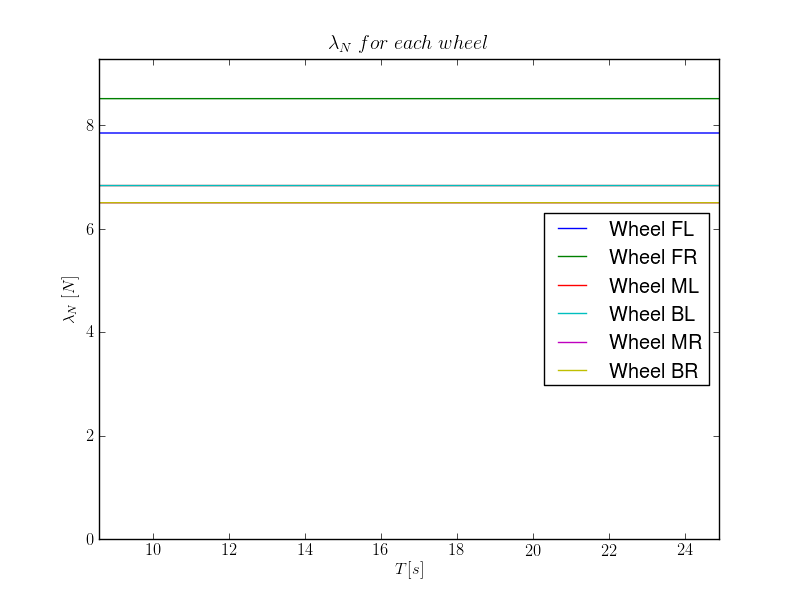 λN for each wheel
8
6
4
2
0
λN [N]
Wheel FL
Wheel FR
Wheel ML
Wheel BL
Wheel MR
Wheel BR
10 12 14 16 18 20 22 24
T[s]